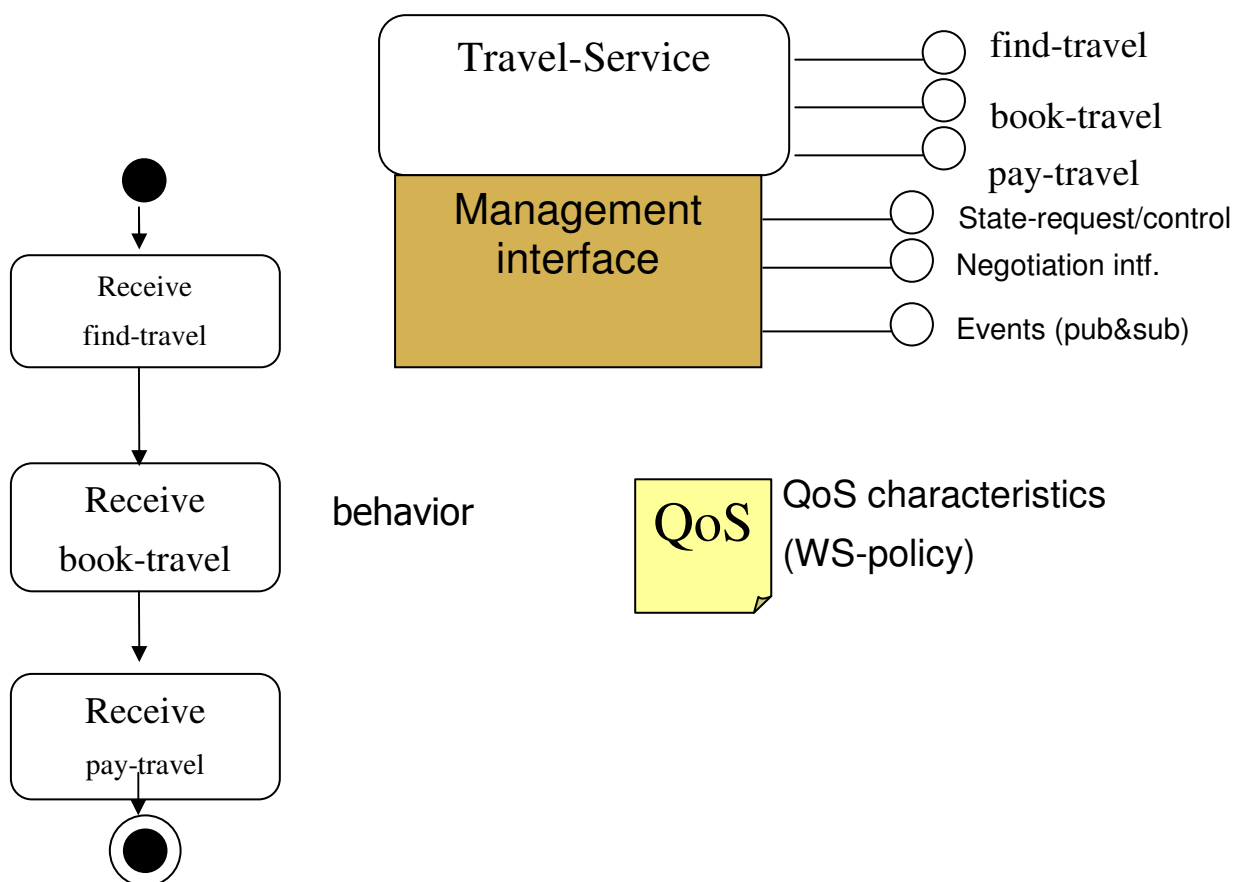 Travel-Service
find-travel
book-travel
pay-travel
Management
interface
State-request/control
Negotiation intf.
Events (pub&sub)
Receive
find-travel
Receive
book-travel
behavior
QoS
QoS characteristics
(WS-policy)
Receive
pay-travel